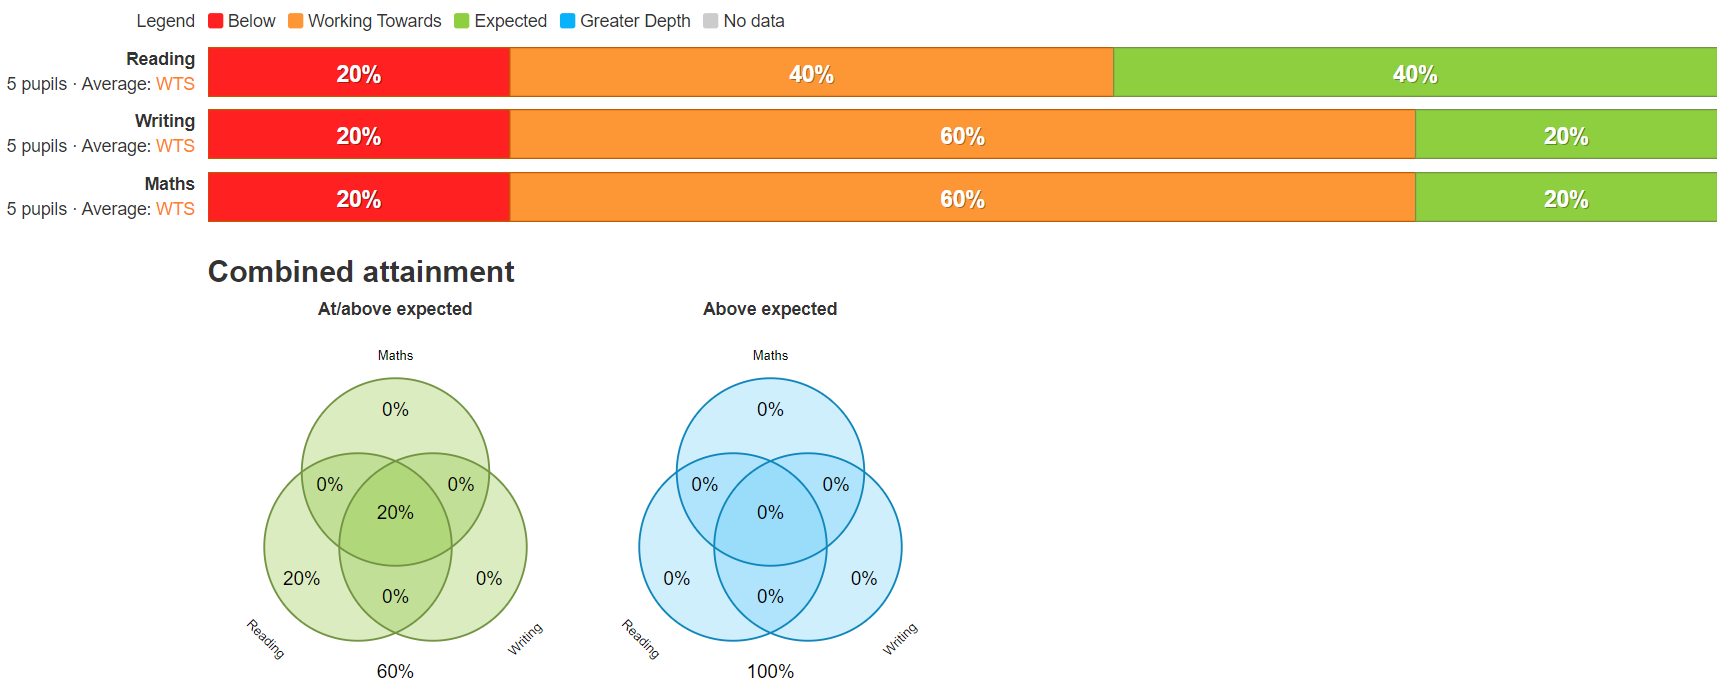 Legend Below Working Towards Expected Greater Depth No data
Reading
5 pupils · Average: WTS
20% 40% 40%
Writing
5 pupils · Average: WTS
20% 60% 20%
Maths
5 pupils · Average: WTS
20% 60% 20%
Combined attainment
At/above expected
Maths
0%
0% 0%
20%
20% 0%
0%
Reading Writing
60%
Above expected
Maths
0%
0% 0%
0%
0% 0%
0%
Reading Writing
100%